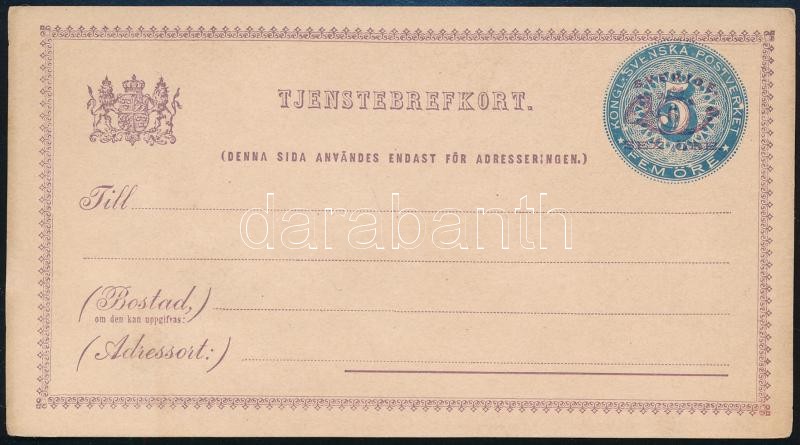 KONGL. SVENSKA POSTVERKET
5
FEM ÖRE
TJENSTEBREFKORT.
(DENNA SIDA ANVÄNDES ENDAST FÖR ADRESSERINGEN.)
Till
darabanth
(Bostad,)
om den kan uppgifvas:
(Adressort:)